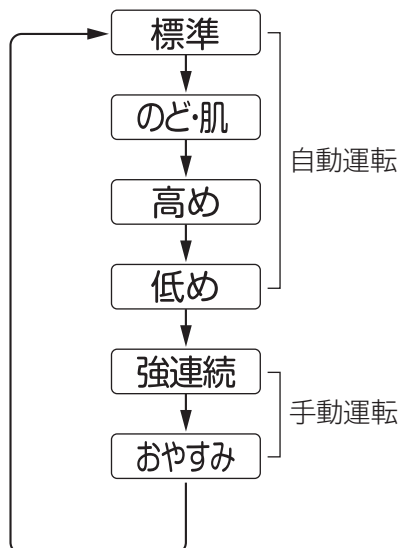 標準
のど・肌
自動運転
高め
低め
強連続
手動運転
おやすみ